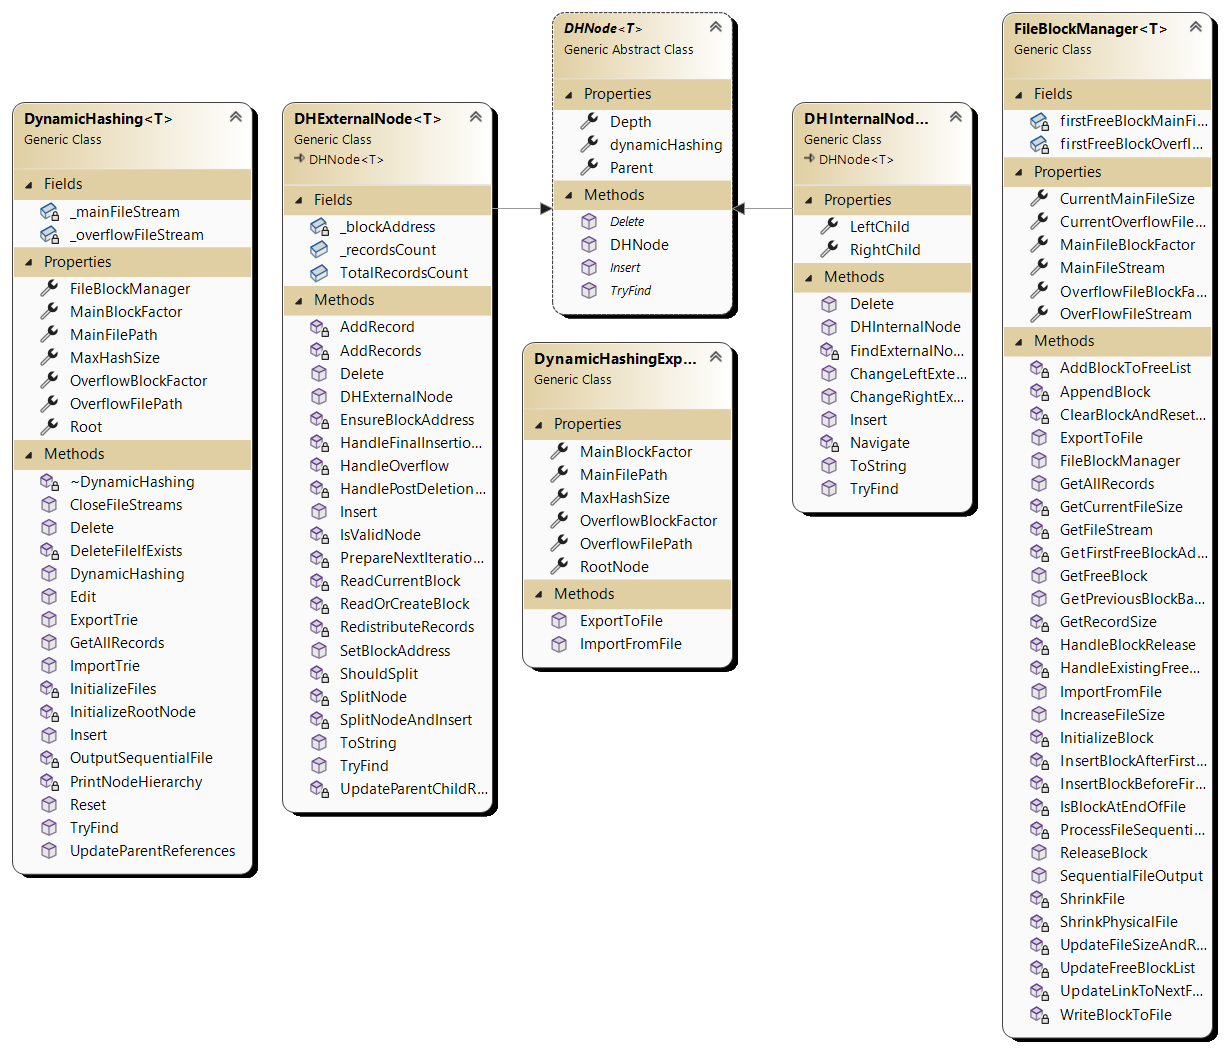 DynamicHashing<T>
Generic Class
Fields
_mainFileStream
_overflowFileStream
Properties
FileBlockManager
MainBlockFactor
MainFilePath
MaxHashSize
OverflowBlockFactor
OverflowFilePath
Root
Methods
~DynamicHashing
CloseFileStreams
Delete
DeleteFileIfExists
DynamicHashing
Edit
ExportTrie
GetAllRecords
ImportTrie
InitializeFiles
InitializeRootNode
Insert
OutputSequentialFile
PrintNodeHierarchy
Reset
TryFind
UpdateParentReferences
DHExternalNode<T>
Generic Class
DHNode<T>
Fields
_blockAddress
_recordsCount
TotalRecordsCount
Methods
AddRecord
AddRecords
Delete
DHExternalNode
EnsureBlockAddress
HandleFinalInsertio...
HandleOverflow
HandlePostDeletion...
Insert
IsValidNode
PrepareNextIteratio...
ReadCurrentBlock
ReadOrCreateBlock
RedistributeRecords
SetBlockAddress
ShouldSplit
SplitNode
SplitNodeAndInsert
ToString
TryFind
UpdateParentChildR...
DHNode<T>
Generic Abstract Class
Properties
Depth
dynamicHashing
Parent
Methods
Delete
DHNode
Insert
TryFind
DynamicHashingExp...
Generic Class
Properties
MainBlockFactor
MainFilePath
MaxHashSize
OverflowBlockFactor
OverflowFilePath
RootNode
Methods
ExportToFile
ImportFromFile
DHInternalNod...
Generic Class
DHNode<T>
Properties
LeftChild
RightChild
Methods
Delete
DHInternalNode
FindExternalNo...
ChangeLeftExte...
ChangeRightEx...
Insert
Navigate
ToString
TryFind
FileBlockManager<T>
Generic Class
Fields
firstFreeBlockMainFi...
firstFreeBlockOverfl...
Properties
CurrentMainFileSize
CurrentOverflowFile...
MainFileBlockFactor
MainFileStream
OverflowFileBlockFa...
OverFlowFileStream
Methods
AddBlockToFreeList
AppendBlock
ClearBlockAndReset...
ExportToFile
FileBlockManager
GetAllRecords
GetCurrentFileSize
GetFileStream
GetFirstFreeBlockAd...
GetFreeBlock
GetPreviousBlockBa...
GetRecordSize
HandleBlockRelease
HandleExistingFree...
ImportFromFile
IncreaseFileSize
InitializeBlock
InsertBlockAfterFirst...
InsertBlockBeforeFir...
IsBlockAtEndOfFile
ProcessFileSequenti...
ReleaseBlock
SequentialFileOutput
ShrinkFile
ShrinkPhysicalFile
UpdateFileSizeAndR...
UpdateFreeBlockList
UpdateLinkToNextF...
WriteBlockToFile